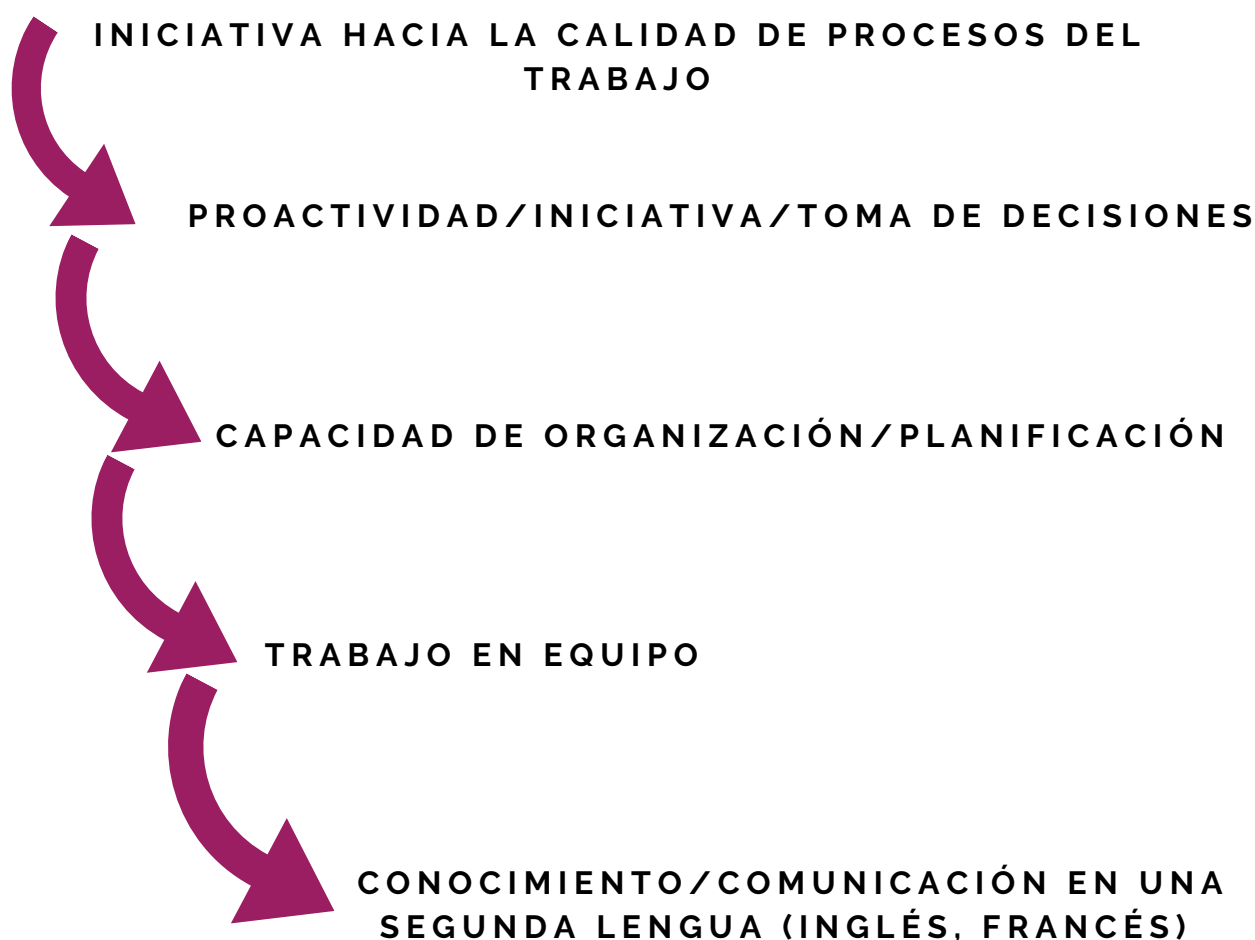 INICIATIVA HACIA LA CALIDAD DE PROCESOS DEL
TRABAJO
PROACTIVIDAD/INICIATIVA/TOMA DE DECISIONES
CAPACIDAD DE ORGANIZACIÓN/PLANIFICACIÓN
TRABAJO EN EQUIPO
CONOCIMIENTO/COMUNICACIÓN EN UNA
SEGUNDA LENGUA (INGLÉS, FRANCÉS)